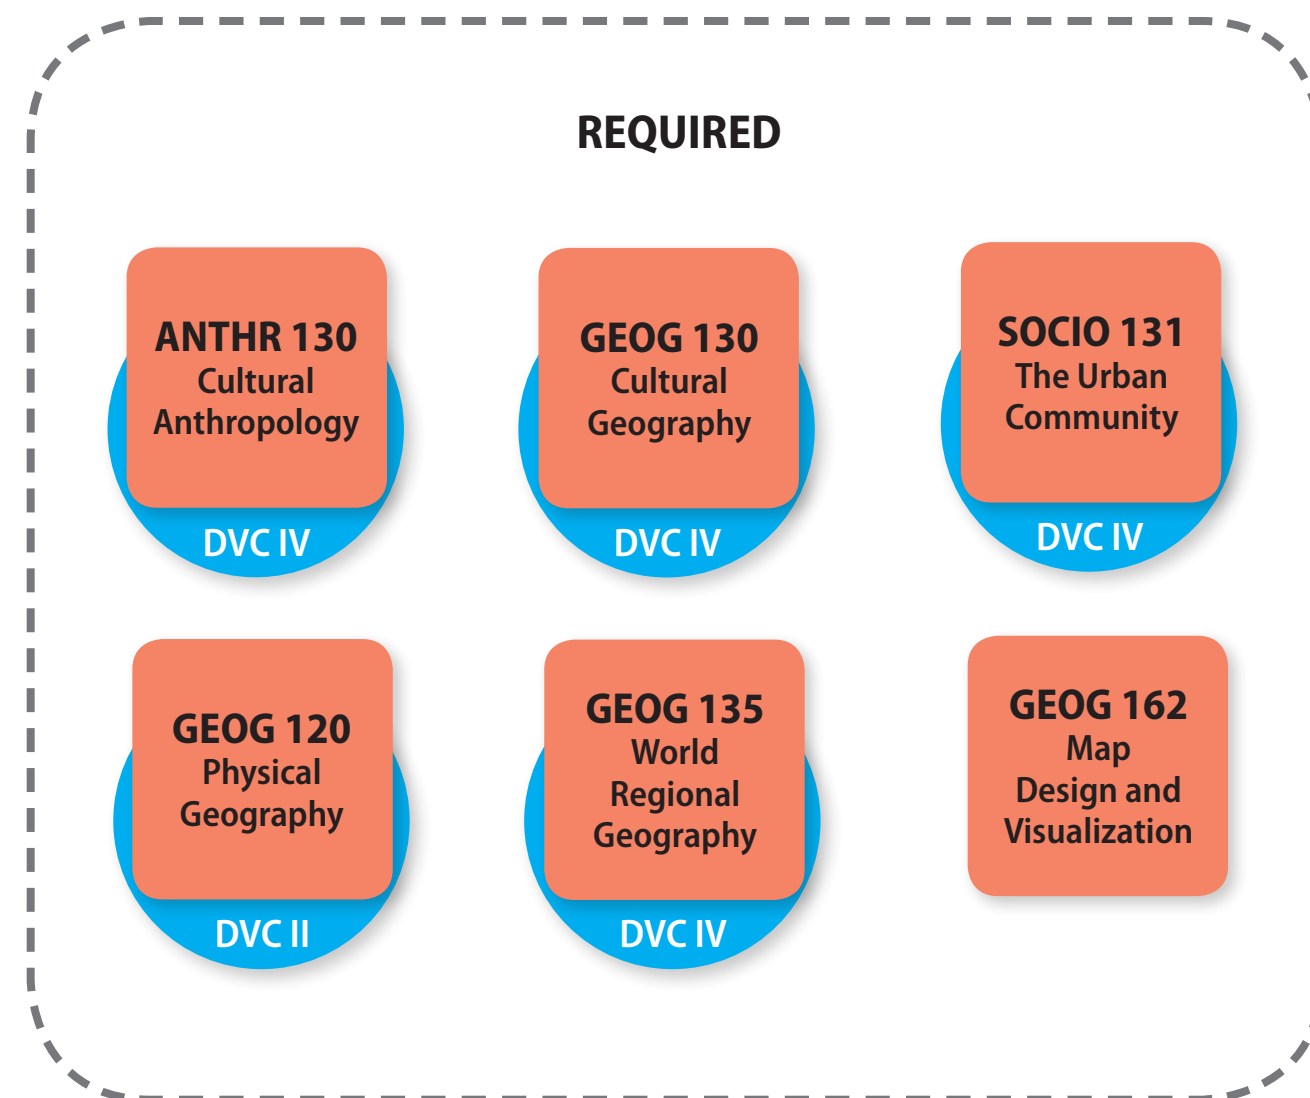 REQUIRED
ANTHR 130
Cultural
Anthropology
DVC IV
GEOG 130
Cultural
Geography
DVC IV
SOCIO 131
The Urban
Community
DVC IV
GEOG 120
Physical
Geography
DVC II
GEOG 135
World
Regional
Geography
DVC IV
GEOG 162
Map
Design and
Visualization